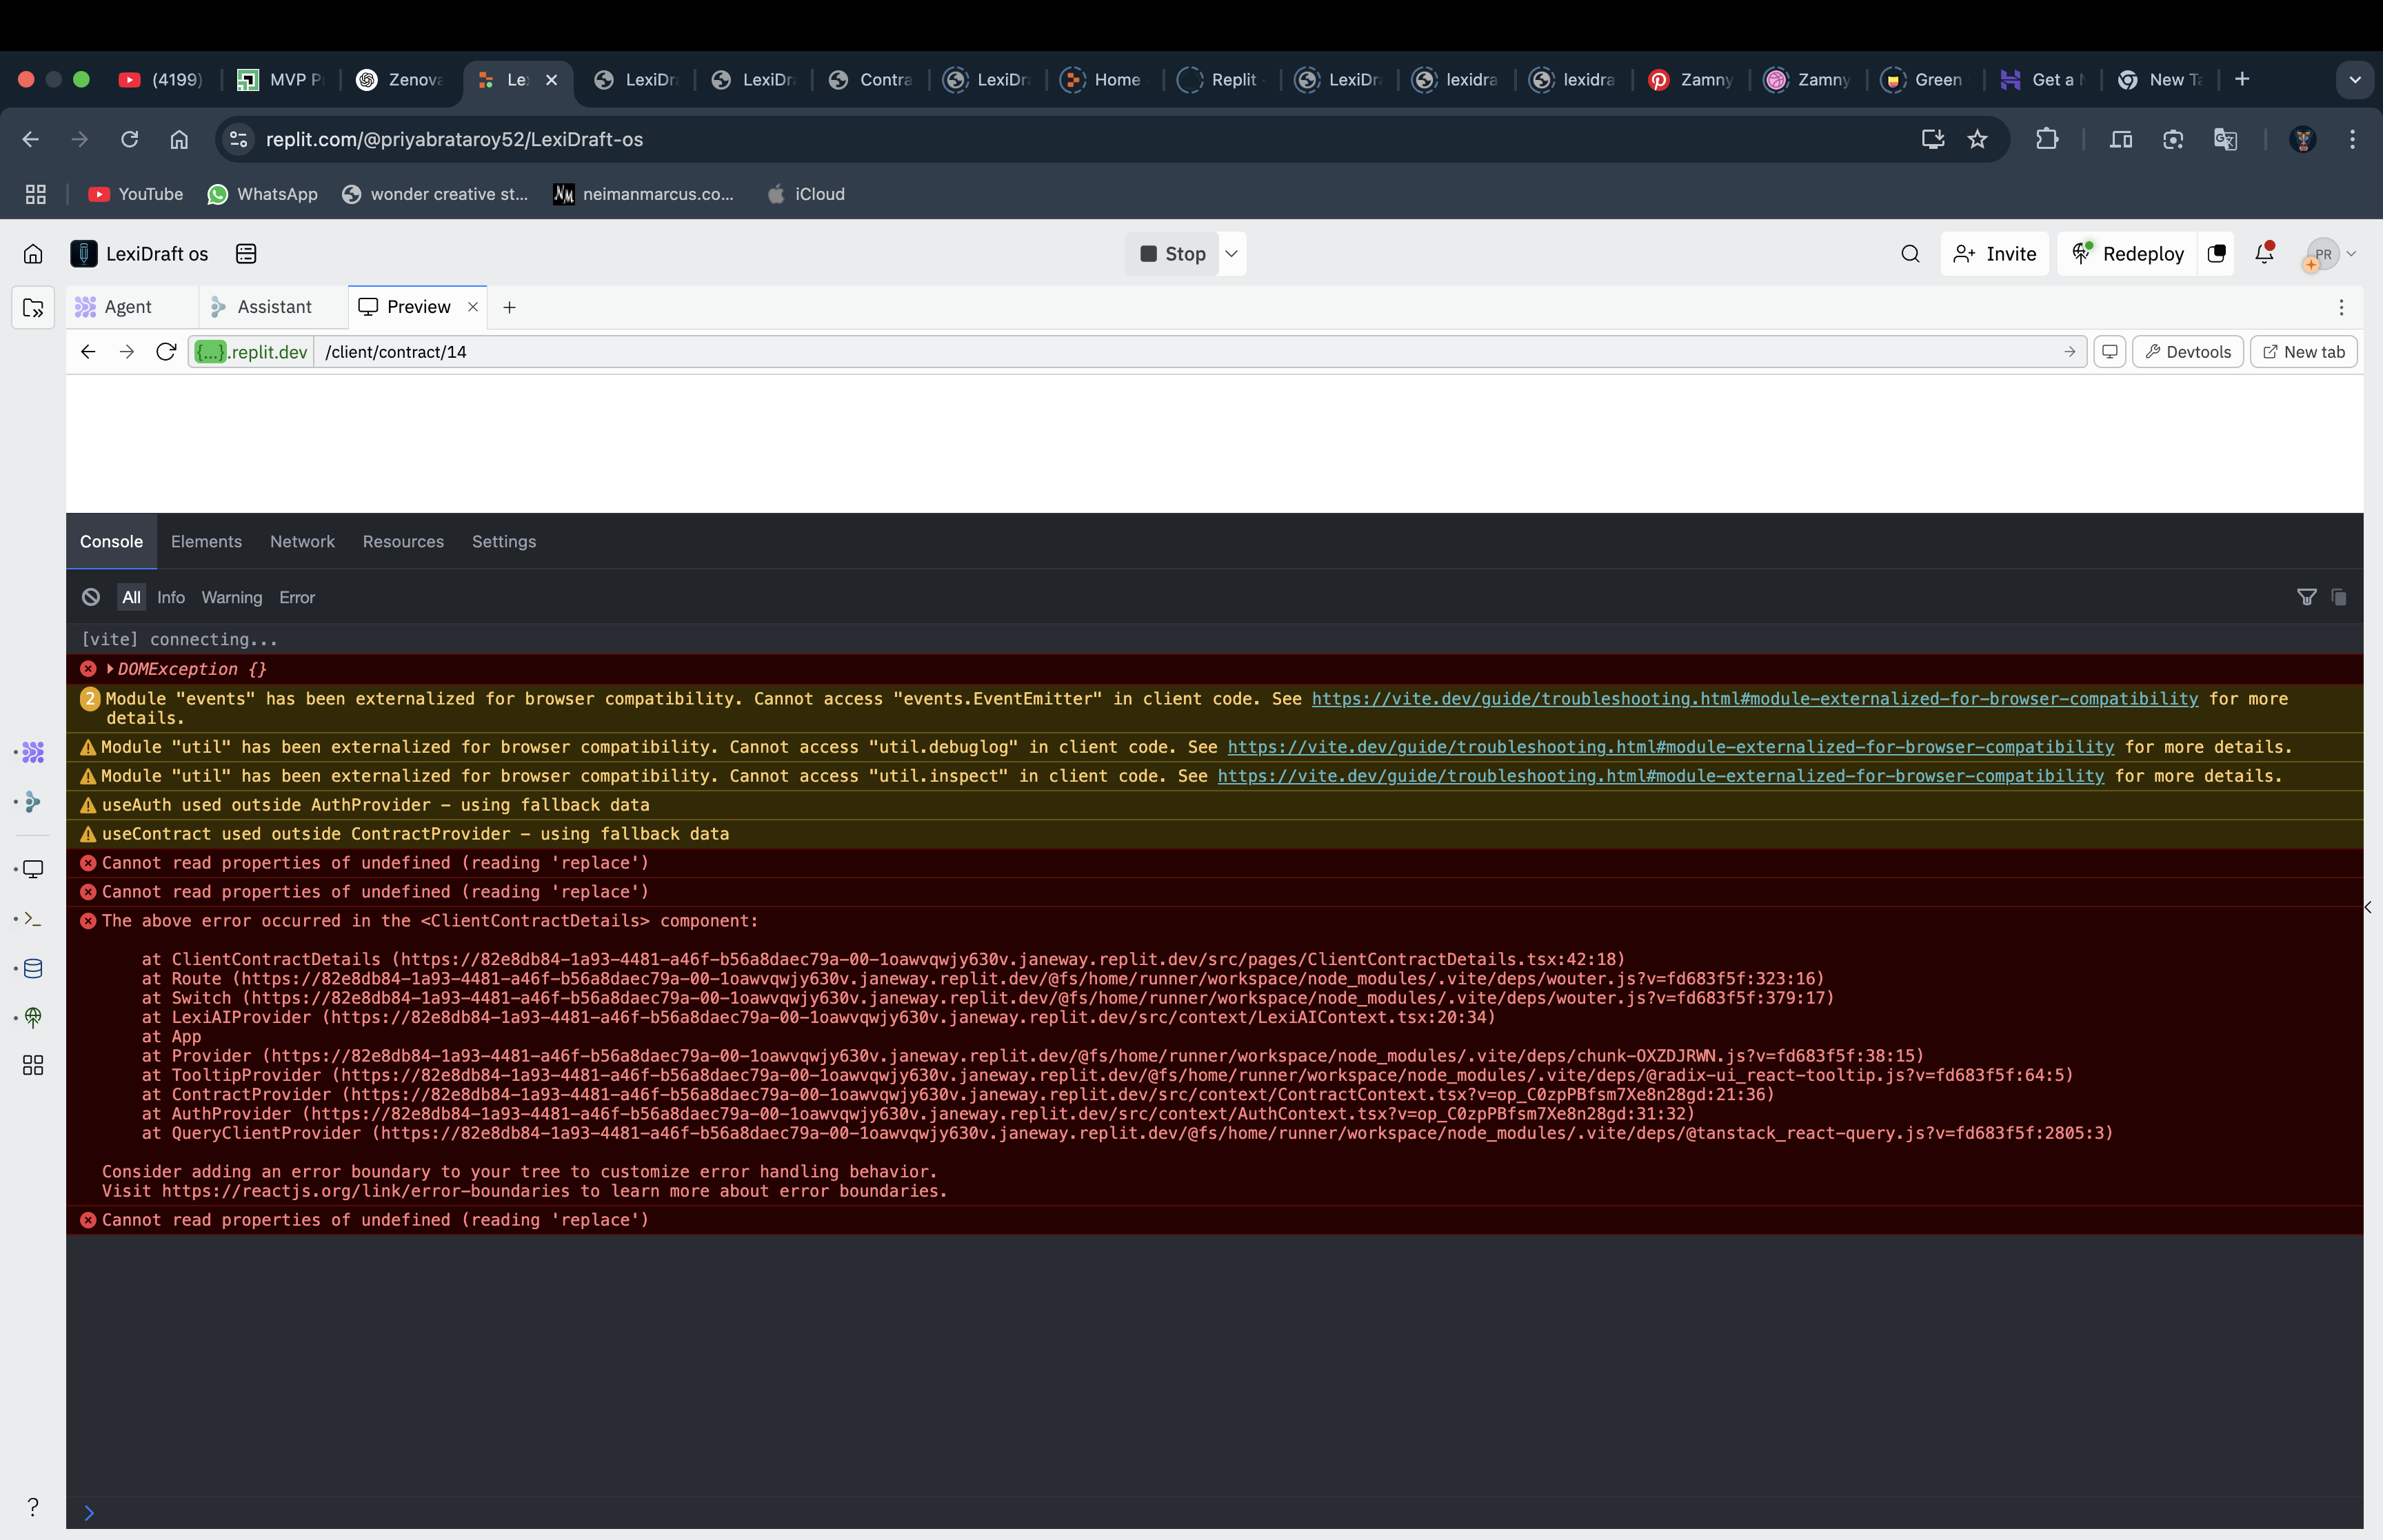 (4199)
MVP P
Zenova
Le
LexiDr
LexiDr
Contra
LexiDr
Home
Replit
LexiDr
lexidra
lexidra
Zamny
Zamny
Green
Get a N
New Ta
replit.com/@priyabrataroy52/LexiDraft-os
YouTube
WhatsApp
wonder creative st...
neimanmarcus.co...
iCloud
LexiDraft os
Stop
Invite
Redeploy
PR
Agent
Assistant
Preview
{...}.replit.dev
/client/contract/14
Devtools
New tab
Console
Elements
Network
Resources
Settings
All
Info
Warning
Error
[vite] connecting...
DOMException {}
2 Module "events" has been externalized for browser compatibility. Cannot access "events.EventEmitter" in client code. See https://vite.dev/guide/troubleshooting.html#module-externalized-for-browser-compatibility for more
details.
Module "util" has been externalized for browser compatibility. Cannot access "util.debuglog" in client code. See https://vite.dev/guide/troubleshooting.html#module-externalized-for-browser-compatibility for more details.
Module "util" has been externalized for browser compatibility. Cannot access "util.inspect" in client code. See https://vite.dev/guide/troubleshooting.html#module-externalized-for-browser-compatibility for more details.
useAuth used outside AuthProvider – using fallback data
useContract used outside ContractProvider – using fallback data
Cannot read properties of undefined (reading 'replace')
Cannot read properties of undefined (reading 'replace')
The above error occurred in the <ClientContractDetails> component:
at ClientContractDetails (https://82e8db84-1a93-4481-a46f-b56a8daec79a-00-1oawvqwjy630v.janeway.replit.dev/src/pages/ClientContractDetails.tsx:42:18)
at Route (https://82e8db84-1a93-4481-a46f-b56a8daec79a-00-1oawvqwjy630v.janeway.replit.dev/@fs/home/runner/workspace/node_modules/.vite/deps/wouter.js?v=fd683f5f:323:16)
at Switch (https://82e8db84-1a93-4481-a46f-b56a8daec79a-00-1oawvqwjy630v.janeway.replit.dev/@fs/home/runner/workspace/node_modules/.vite/deps/wouter.js?v=fd683f5f:379:17)
at LexiAIProvider (https://82e8db84-1a93-4481-a46f-b56a8daec79a-00-1oawvqwjy630v.janeway.replit.dev/src/context/LexiAIContext.tsx:20:34)
at App
at Provider (https://82e8db84-1a93-4481-a46f-b56a8daec79a-00-1oawvqwjy630v.janeway.replit.dev/@fs/home/runner/workspace/node_modules/.vite/deps/chunk-OXZDJRWN.js?v=fd683f5f:38:15)
at TooltipProvider (https://82e8db84-1a93-4481-a46f-b56a8daec79a-00-1oawvqwjy630v.janeway.replit.dev/@fs/home/runner/workspace/node_modules/.vite/deps/@radix-ui_react-tooltip.js?v=fd683f5f:64:5)
at ContractProvider (https://82e8db84-1a93-4481-a46f-b56a8daec79a-00-1oawvqwjy630v.janeway.replit.dev/src/context/ContractContext.tsx?v=op_C0zpPBfsm7Xe8n28gd:21:36)
at AuthProvider (https://82e8db84-1a93-4481-a46f-b56a8daec79a-00-1oawvqwjy630v.janeway.replit.dev/src/context/AuthContext.tsx?v=op_C0zpPBfsm7Xe8n28gd:31:32)
at QueryClientProvider (https://82e8db84-1a93-4481-a46f-b56a8daec79a-00-1oawvqwjy630v.janeway.replit.dev/@fs/home/runner/workspace/node_modules/.vite/deps/@tanstack_react-query.js?v=fd683f5f:2805:3)
Consider adding an error boundary to your tree to customize error handling behavior.
Visit https://reactjs.org/link/error-boundaries to learn more about error boundaries.
Cannot read properties of undefined (reading 'replace')